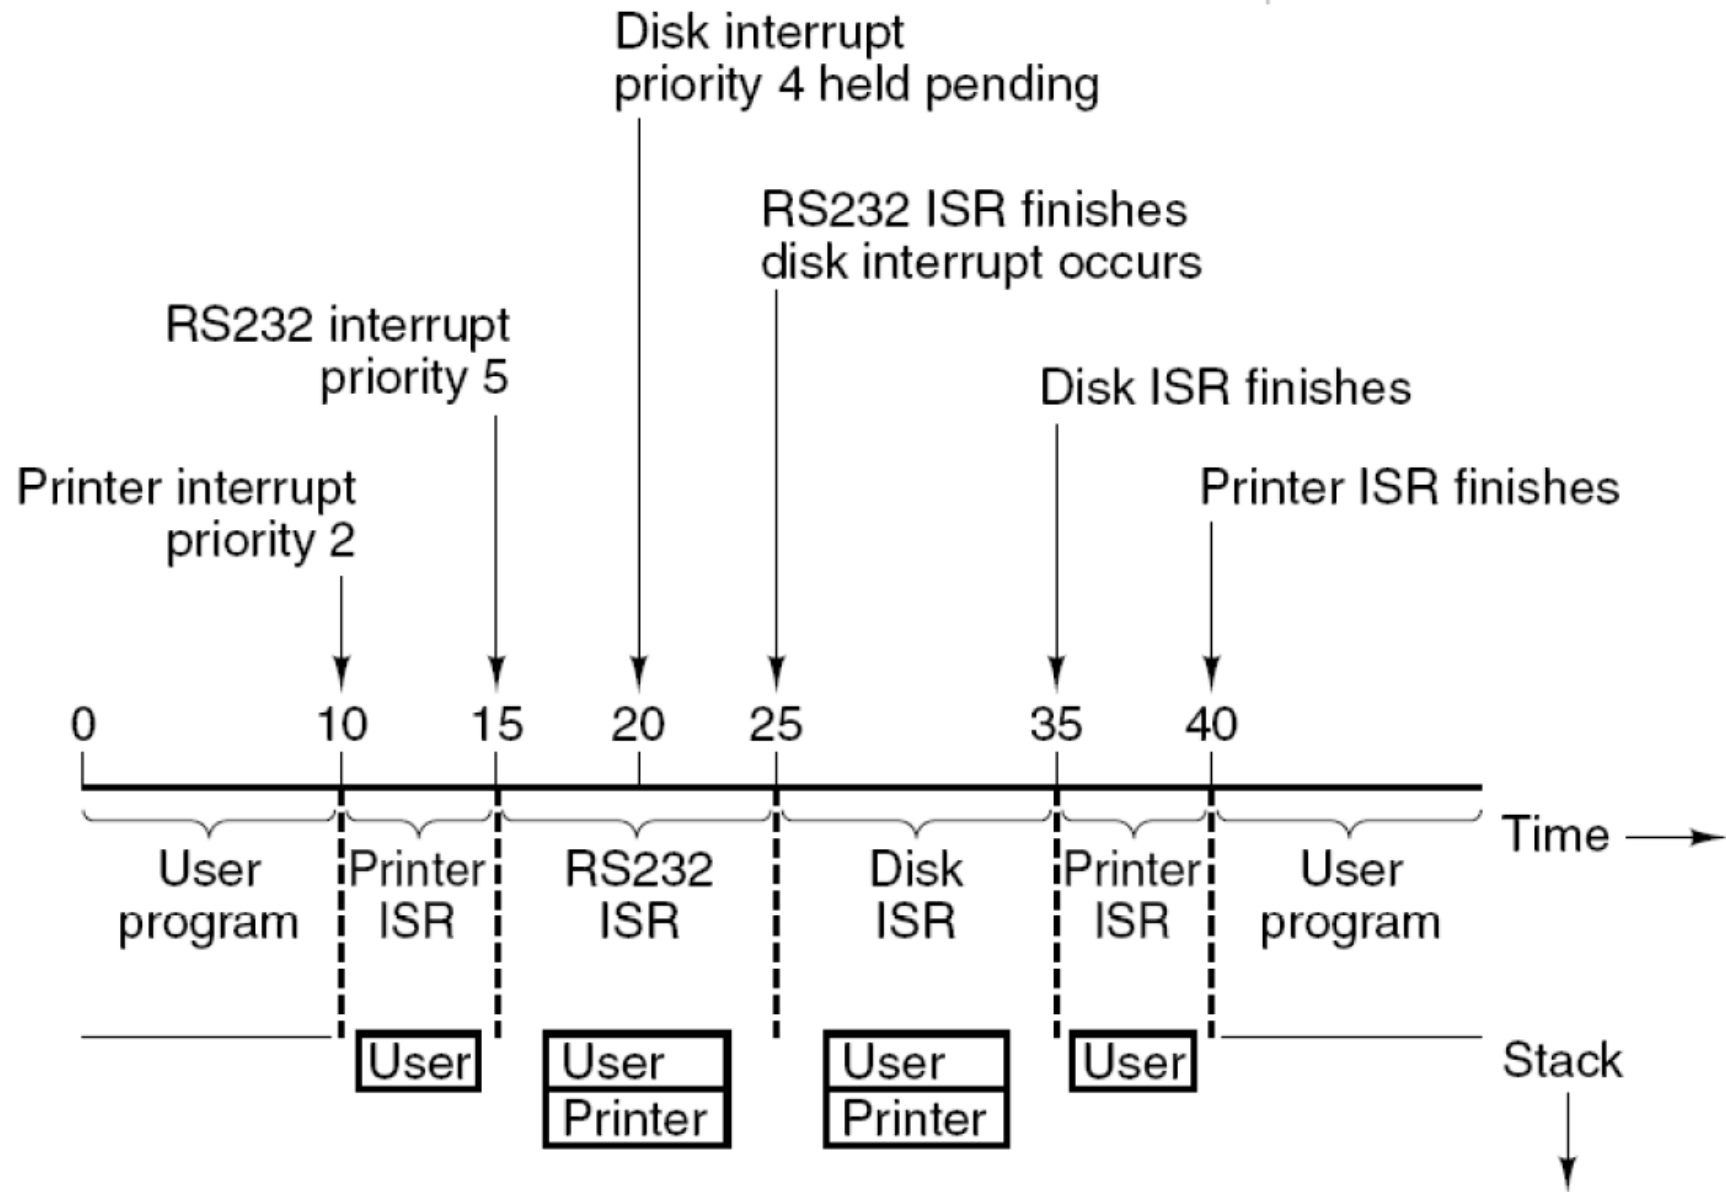 Disk interrupt
priority 4 held pending
RS232 ISR finishes
disk interrupt occurs
RS232 interrupt
priority 5
Disk ISR finishes
Printer interrupt
priority 2
Printer ISR finishes
0 10 15 20 25 35 40
Time
User
program
Printer
ISR
RS232
ISR
Disk
ISR
Printer
ISR
User
program
Stack
User
User
Printer
User
Printer
User